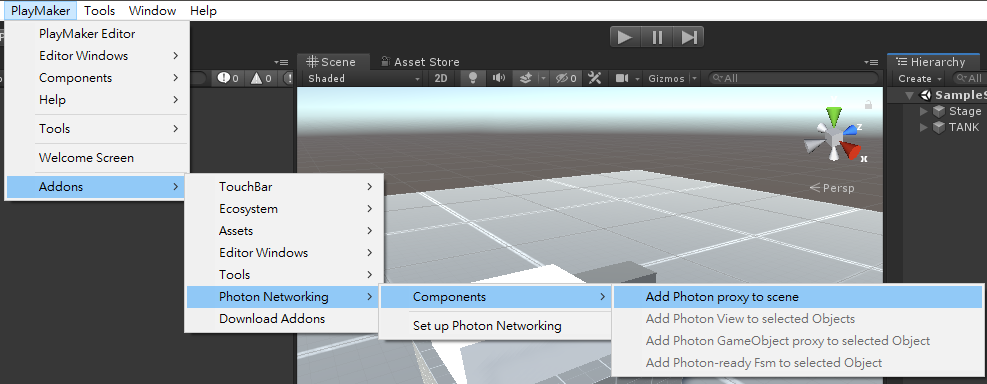 PlayMaker Tools Window Help
PlayMaker Editor
Editor Windows
Components
Help
Tools
Welcome Screen
Addons
TouchBar
Ecosystem
Assets
Editor Windows
Tools
Photon Networking
Download Addons
Components
Set up Photon Networking
Add Photon proxy to scene
Add Photon View to selected Objects
Add Photon GameObject proxy to selected Object
Add Photon-ready Fsm to selected Object
0 0
Scene Asset Store
Shaded 2D 0 Gizmos All
z
x
Persp
Hierarchy
Create All
SampleS
Stage
TANK